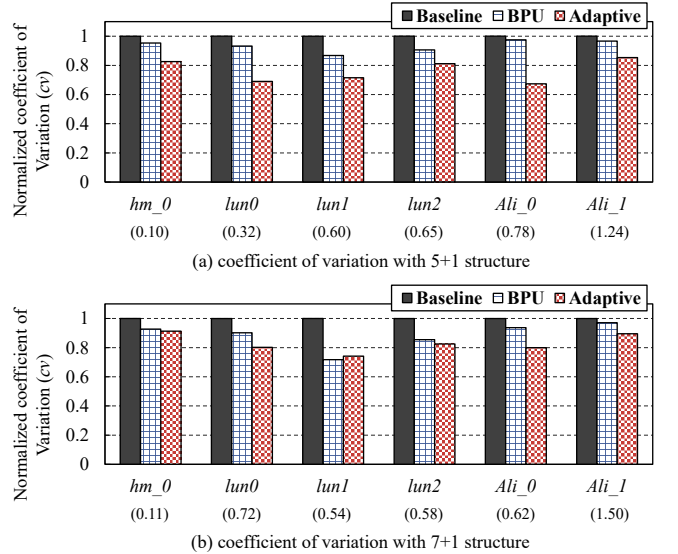 Baseline BPU Adaptive
Normalized coefficient of
Variation (cv)
1
0.8
0.6
0.4
0.2
0
hm_0 lun0 lun1 lun2 Ali_0 Ali_1
(0.10) (0.32) (0.60) (0.65) (0.78) (1.24)
(a) coefficient of variation with 5+1 structure
Baseline BPU Adaptive
Normalized coefficient of
Variation (cv)
1
0.8
0.6
0.4
0.2
0
hm_0 lun0 lun1 lun2 Ali_0 Ali_1
(0.11) (0.72) (0.54) (0.58) (0.62) (1.50)
(b) coefficient of variation with 7+1 structure